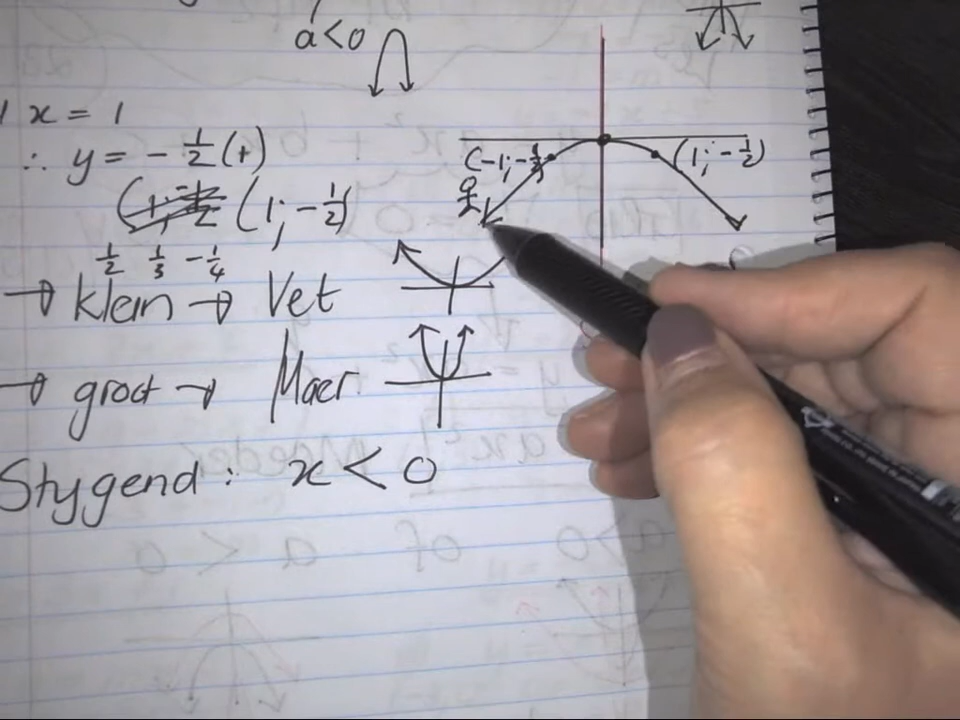 a<0
x = 1
∴ y = - 1/2 (1)
(1; -1/2)
(-1; -1/2)
(1; -1/2)
1/2 1/3 -1/4
→ klein → Vet
→ groot → Maer
Stygend: x < 0